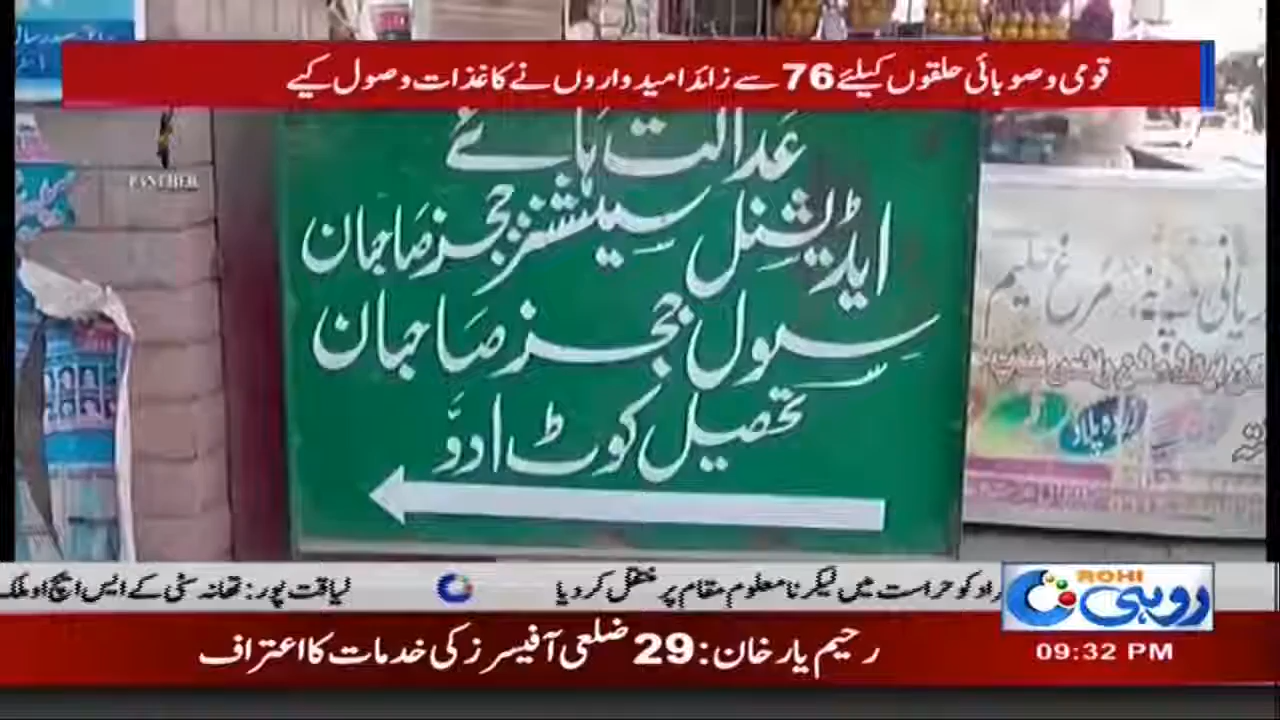 قومی و صوبائی حلقوں کیلئے 76 سے زائد امیدواروں نے کاغذات وصول کیے
PANTHER
عدالت ہائے
ایڈیشنل سیشنز ججز صاحبان
سول ججز صاحبان
تحصیل کوٹ ادو
مرغ حلیم
راد کو حراست میں لیکر نامعلوم مقام پر منتقل کر دیا
لیاقت پور: تھانہ سٹی کے ایس ایچ او ملک
ROHI
روہی
رحیم یار خان: 29 ضلعی آفیسرز کی خدمات کا اعتراف
09:32 PM